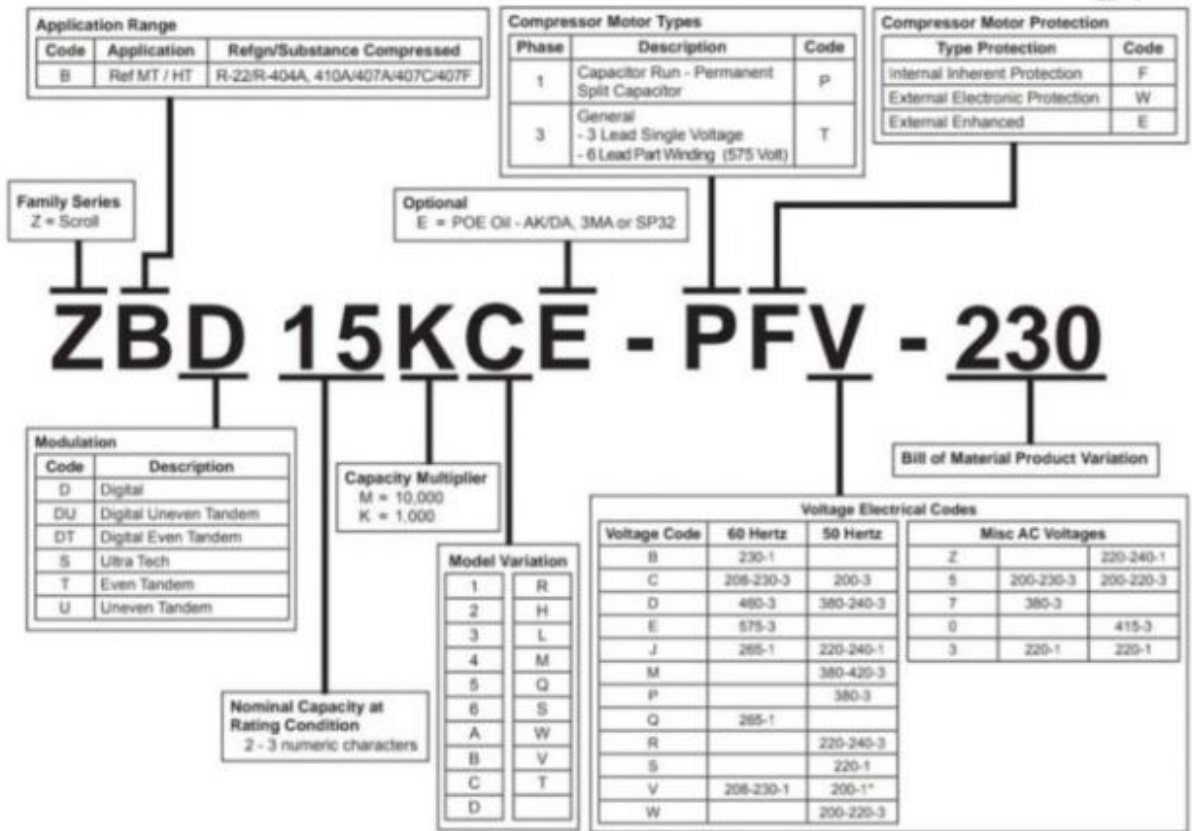 Application Range
Code Application Refgn/Substance Compressed
B Ref MT / HT R-22/R-404A, 410A/407A/407C/407F
Compressor Motor Types
Phase Description Code
1 Capacitor Run - Permanent Split Capacitor P
3 General
- 3 Lead Single Voltage
- 6 Lead Part Winding (575 Volt) T
Compressor Motor Protection
Type Protection Code
Internal Inherent Protection F
External Electronic Protection W
External Enhanced E
Family Series
Z = Scroll
Optional
E = POE Oil - AK/DA, 3MA or SP32
ZBD 15KCE - PFV - 230
Modulation
Code Description
D Digital
DU Digital Uneven Tandem
DT Digital Even Tandem
S Ultra Tech
T Even Tandem
U Uneven Tandem
Nominal Capacity at
Rating Condition
2 - 3 numeric characters
Capacity Multiplier
M = 10,000
K = 1,000
Model Variation
1 R
2 H
3 L
4 M
5 Q
6 S
A W
B V
C T
D
Bill of Material Product Variation
Voltage Electrical Codes
Voltage Code 60 Hertz 50 Hertz
B 230-1
C 208-230-3 200-3
D 460-3 380-240-3
E 575-3
J 265-1 220-240-1
M 380-420-3
P 380-3
Q 265-1
R 220-240-3
S 220-1
V 208-230-1 200-1*
W 200-220-3
Misc AC Voltages
Z 220-240-1
5 200-230-3 200-220-3
7 380-3
0 415-3
3 220-1 220-1